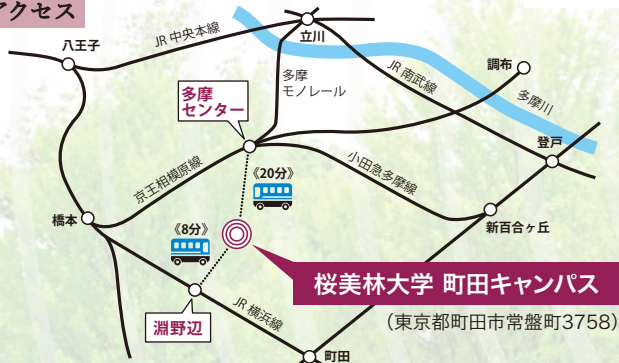 アクセス
八王子
JR 中央本線
立川
多摩
モノレール
JR 南武線
調布
多摩川
多摩
センター
登戸
京王相模原線
《20分》
小田急多摩線
橋本
《8分》
新百合ヶ丘
桜美林大学 町田キャンパス
(東京都町田市常盤町3758)
淵野辺
JR 横浜線
町田